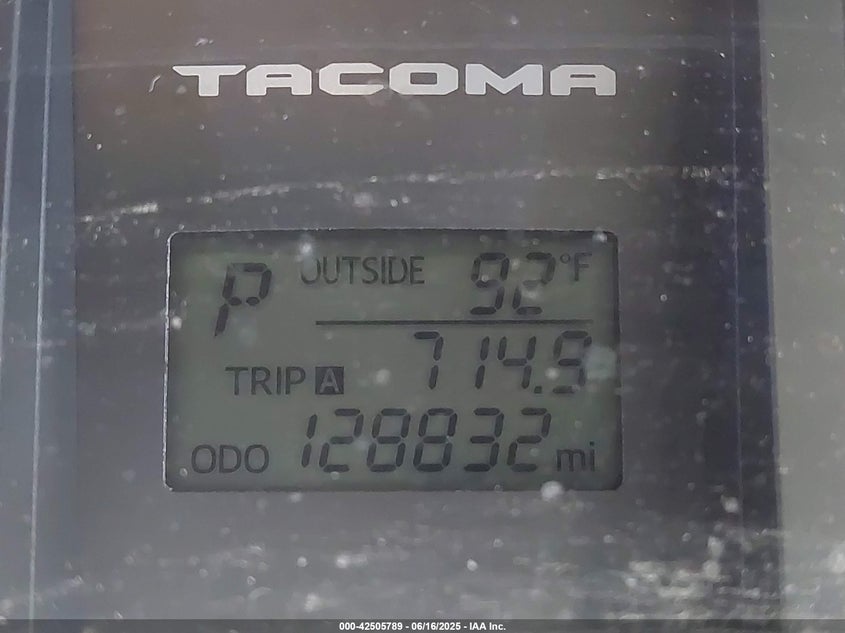 TACOMA
P OUTSIDE 92°F
TRIP A 714.9
ODO 128832 mi
000-42505789 - 06/16/2025 - IAA Inc.